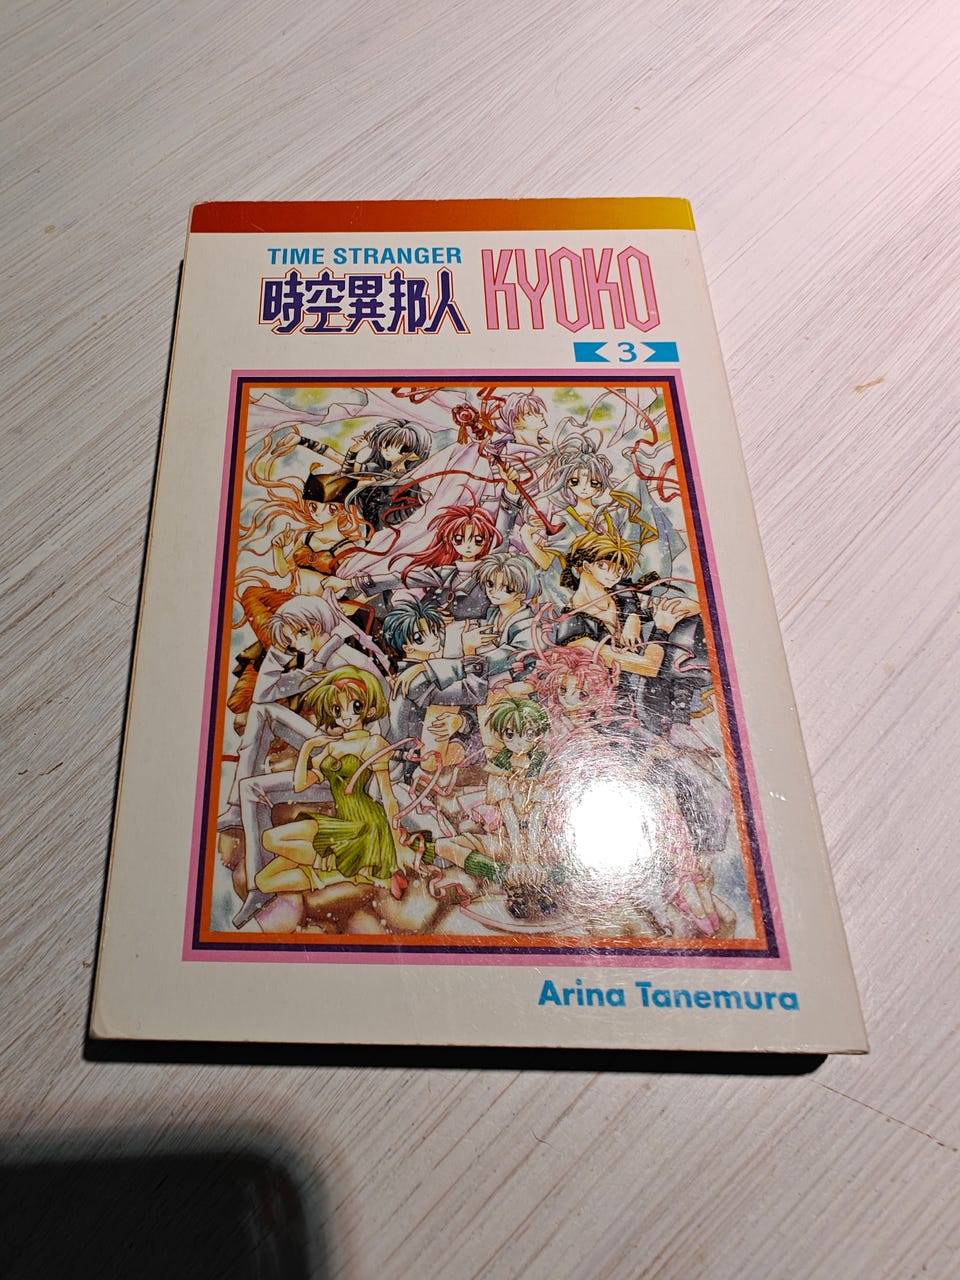 TIME STRANGER
時空異邦人 KYOKO
3
Arina Tanemura